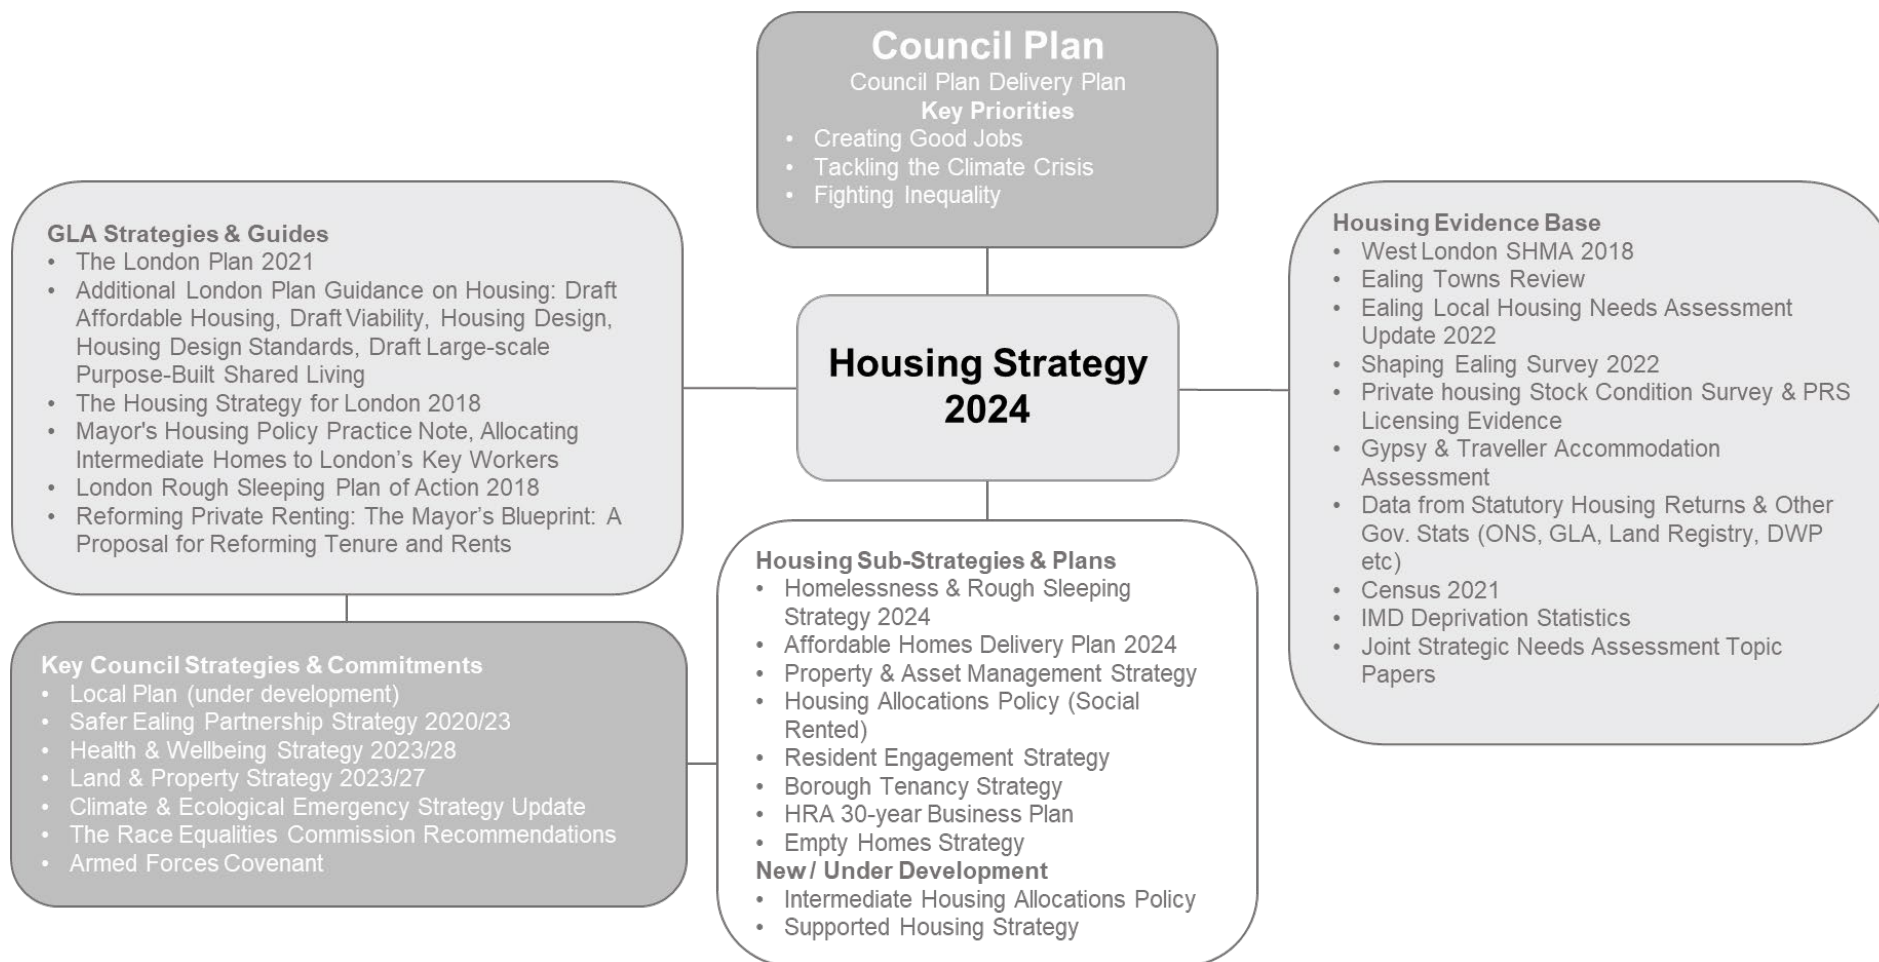 Council Plan
Council Plan Delivery Plan
Key Priorities
• Creating Good Jobs
• Tackling the Climate Crisis
• Fighting Inequality
GLA Strategies & Guides
• The London Plan 2021
• Additional London Plan Guidance on Housing: Draft
Affordable Housing, Draft Viability, Housing Design,
Housing Design Standards, Draft Large-scale
Purpose-Built Shared Living
• The Housing Strategy for London 2018
• Mayor's Housing Policy Practice Note, Allocating
Intermediate Homes to London’s Key Workers
• London Rough Sleeping Plan of Action 2018
• Reforming Private Renting: The Mayor’s Blueprint: A
Proposal for Reforming Tenure and Rents
Housing Strategy
2024
Housing Evidence Base
• West London SHMA 2018
• Ealing Towns Review
• Ealing Local Housing Needs Assessment
Update 2022
• Shaping Ealing Survey 2022
• Private housing Stock Condition Survey & PRS
Licensing Evidence
• Gypsy & Traveller Accommodation
Assessment
• Data from Statutory Housing Returns & Other
Gov. Stats (ONS, GLA, Land Registry, DWP
etc)
• Census 2021
• IMD Deprivation Statistics
• Joint Strategic Needs Assessment Topic
Papers
Key Council Strategies & Commitments
• Local Plan (under development)
• Safer Ealing Partnership Strategy 2020/23
• Health & Wellbeing Strategy 2023/28
• Land & Property Strategy 2023/27
• Climate & Ecological Emergency Strategy Update
• The Race Equalities Commission Recommendations
• Armed Forces Covenant
Housing Sub-Strategies & Plans
• Homelessness & Rough Sleeping
Strategy 2024
• Affordable Homes Delivery Plan 2024
• Property & Asset Management Strategy
• Housing Allocations Policy (Social
Rented)
• Resident Engagement Strategy
• Borough Tenancy Strategy
• HRA 30-year Business Plan
• Empty Homes Strategy
New / Under Development
• Intermediate Housing Allocations Policy
• Supported Housing Strategy